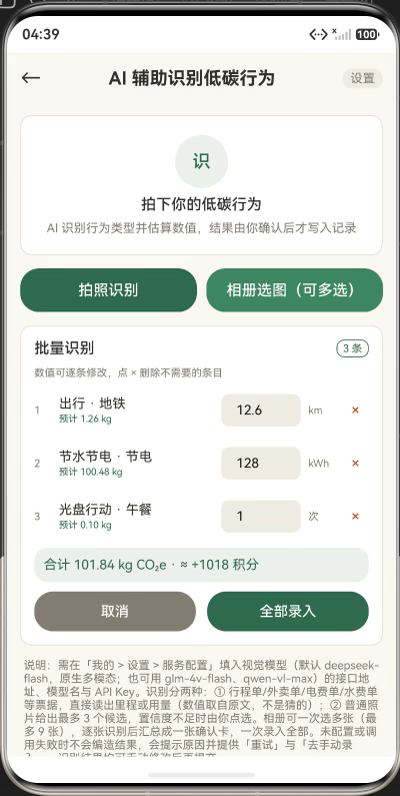 04:39
100
AI 辅助识别低碳行为
设置
识
拍下你的低碳行为
AI 识别行为类型并估算数值，结果由你确认后才写入记录
拍照识别
相册选图（可多选）
批量识别
3 条
数值可逐条修改，点 × 删除不需要的条目
1
出行 · 地铁
预计 1.26 kg
12.6
km
×
2
节水节电 · 节电
预计 100.48 kg
128
kWh
×
3
光盘行动 · 午餐
预计 0.10 kg
1
次
×
合计 101.84 kg CO₂e · ≈ +1018 积分
取消
全部录入
说明：需在「我的 > 设置 > 服务配置」填入视觉模型（默认 deepseek-
flash，原生多模态；也可用 glm-4v-flash、qwen-vl-max）的接口地
址、模型名与 API Key。识别分两种：① 行程单/外卖单/电费单/水费单
等票据，直接读出里程或用量（数值取自原文，不是猜的）；② 普通照
片给出最多 3 个候选，置信度不足时由你点选。相册可一次选多张（最
多 9 张），逐张识别后汇总成一张确认卡，一次录入全部。未配置或调
用失败时不会编造结果，会提示原因并提供「重试」与「去手动录